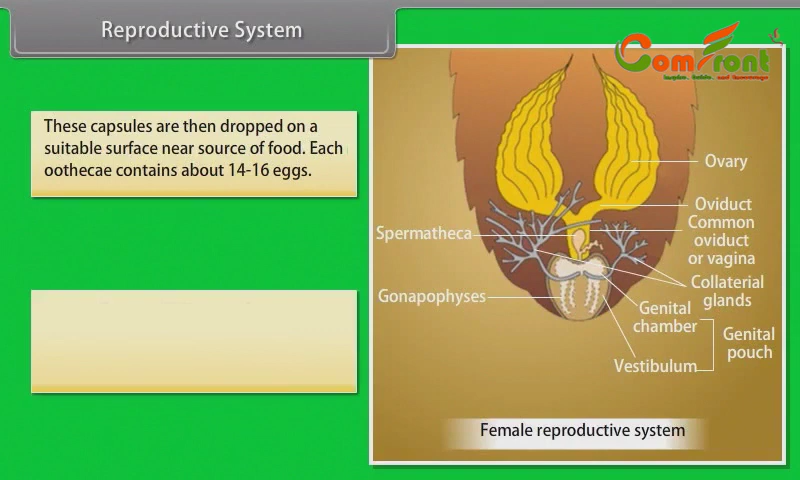 Reproductive System
ComFront
These capsules are then dropped on a
suitable surface near source of food. Each
oothecae contains about 14-16 eggs.
Ovary
Oviduct
Common
oviduct
or vagina
Spermatheca
Collaterial
glands
Gonapophyses
Genital
chamber
Genital
pouch
Vestibulum
Female reproductive system